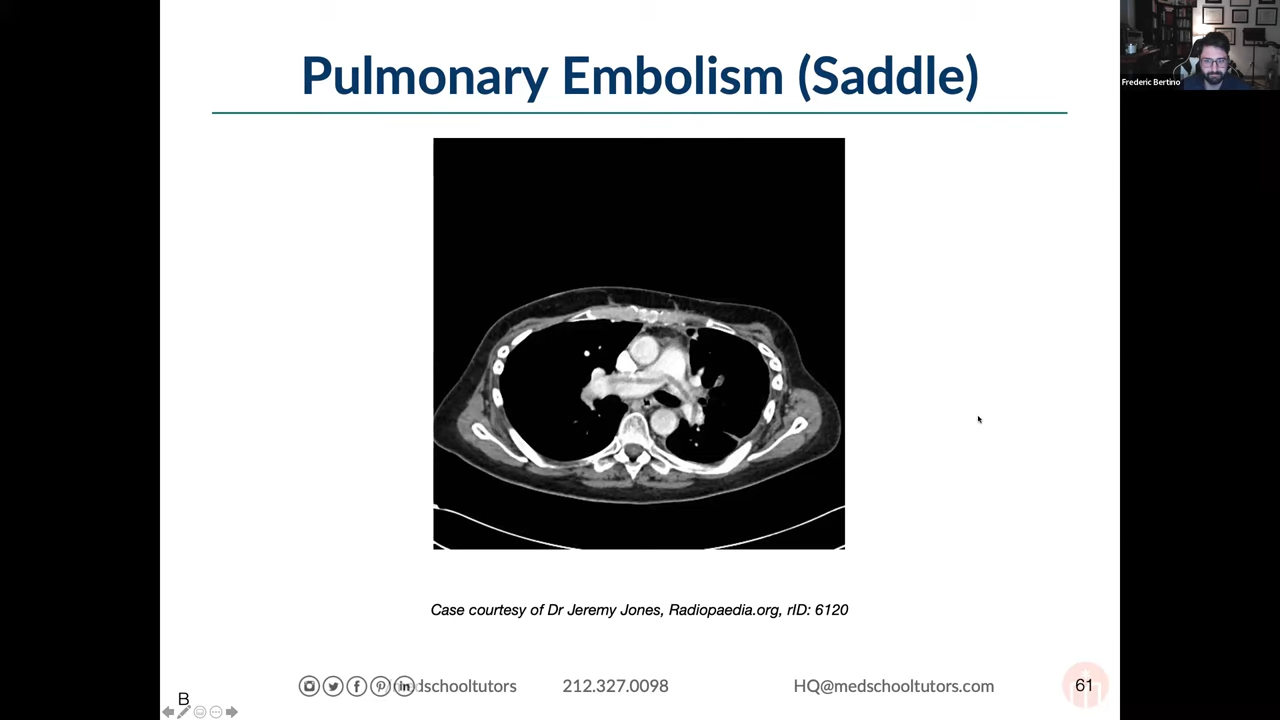 Pulmonary Embolism (Saddle)
Frederic Bertino
Case courtesy of Dr Jeremy Jones, Radiopaedia.org, rID: 6120
B
212.327.0098
HQ@medschooltutors.com
61